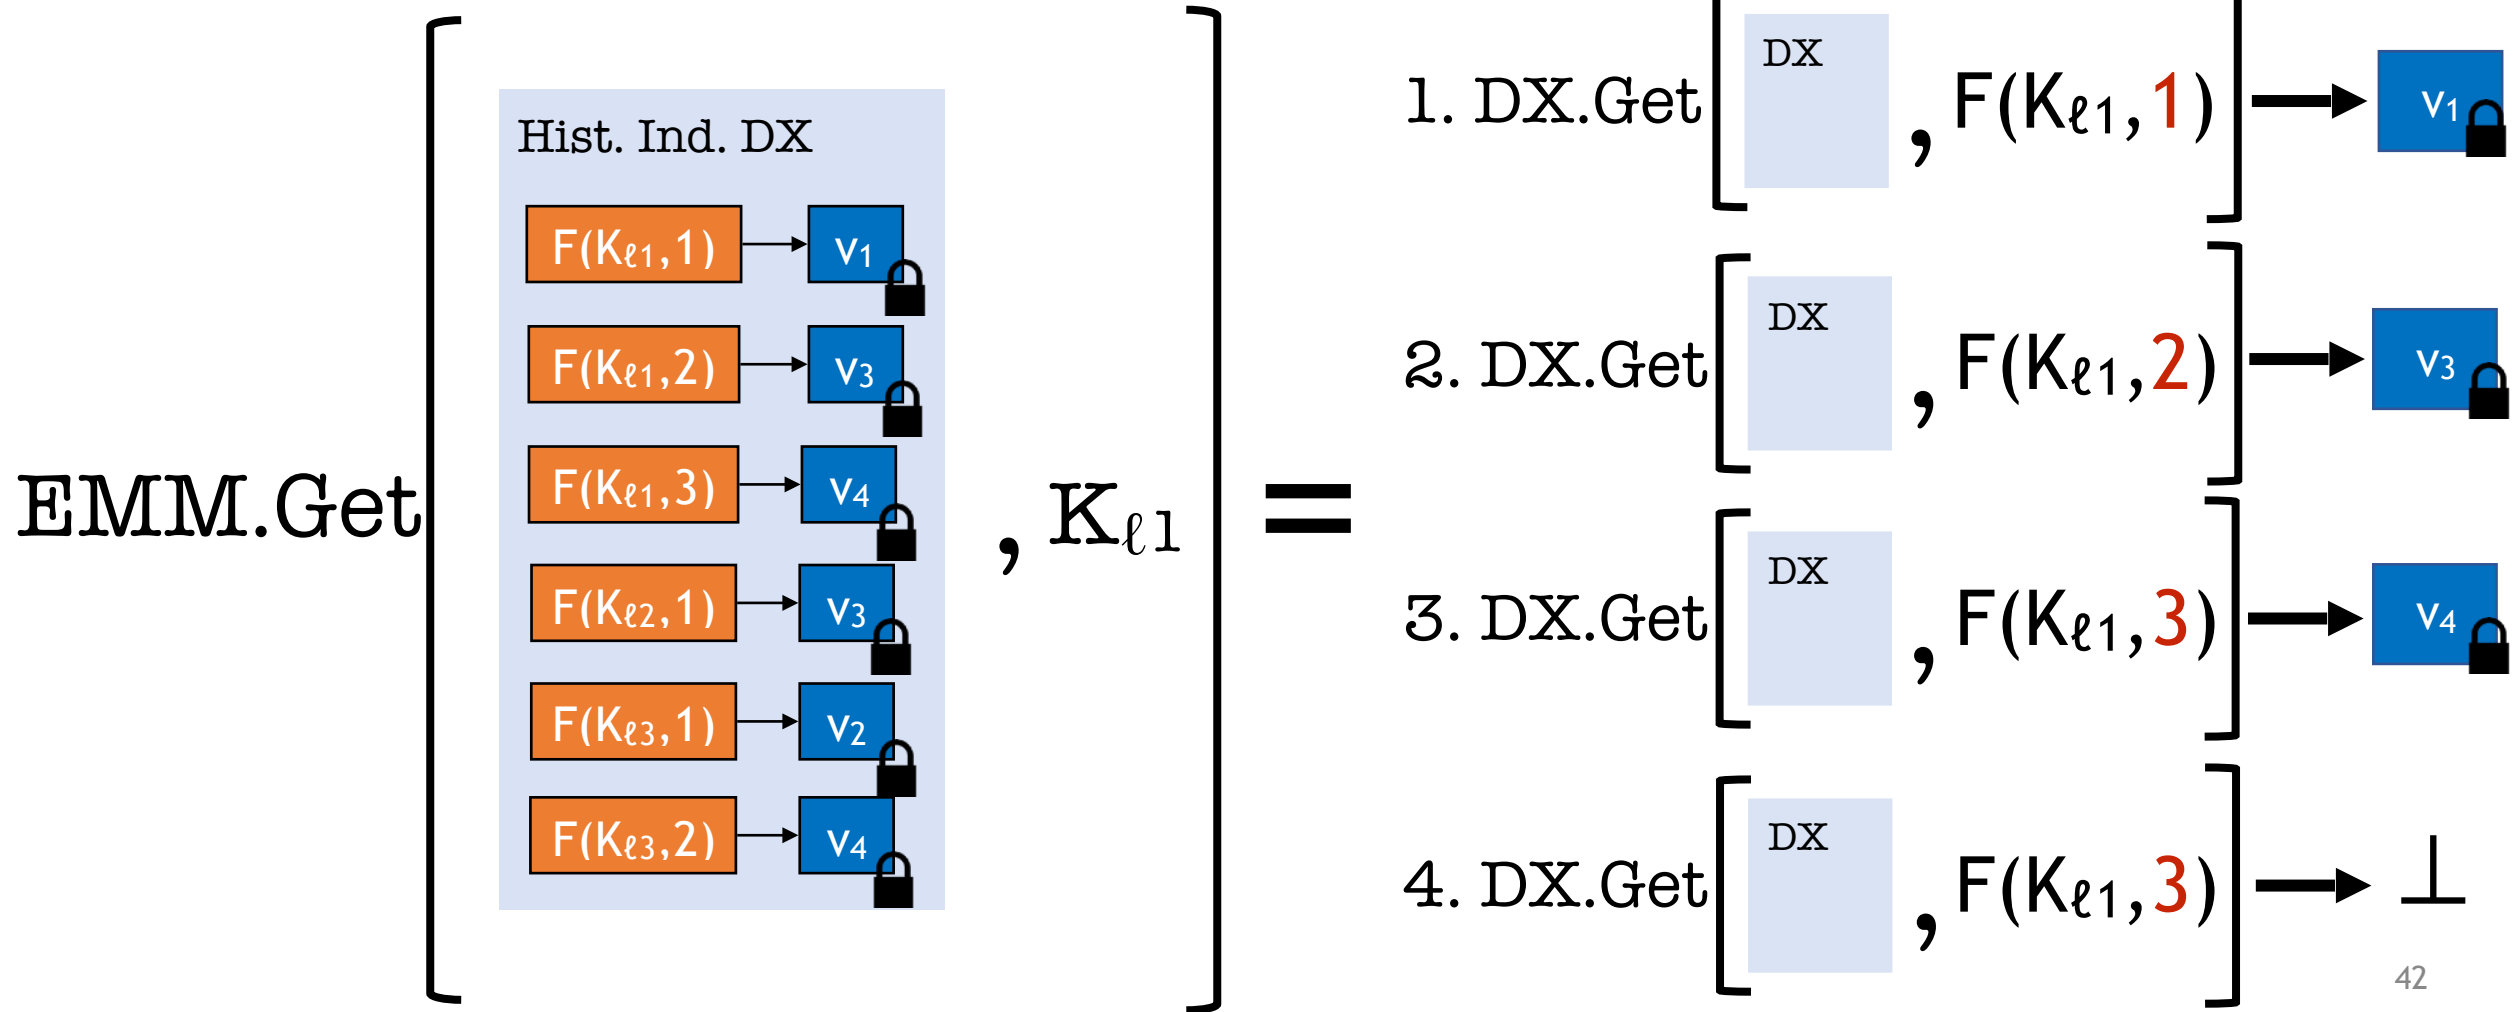 EMM.Get
Hist. Ind. DX
F(Kℓ1,1) v1
F(Kℓ1,2) v3
F(Kℓ1,3) v4
F(Kℓ2,1) v3
F(Kℓ3,1) v2
F(Kℓ3,2) v4
, Kℓ1
=
1. DX.Get DX , F(Kℓ1,1) v1
2. DX.Get DX , F(Kℓ1,2) v3
3. DX.Get DX , F(Kℓ1,3) v4
4. DX.Get DX , F(Kℓ1,3) ⊥
42